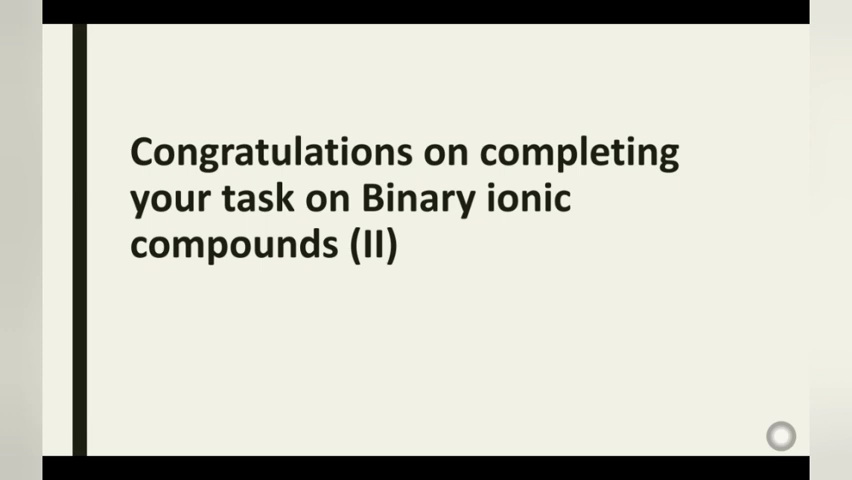 Congratulations on completing
your task on Binary ionic
compounds (II)